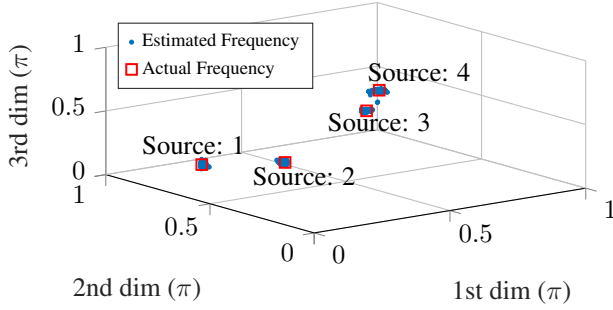 1
Estimated Frequency
Actual Frequency
Source: 4
0.5
Source: 3
Source: 1
Source: 2
0
1
1
0.5
0.5
0
0
3rd dim (π)
2nd dim (π)
1st dim (π)